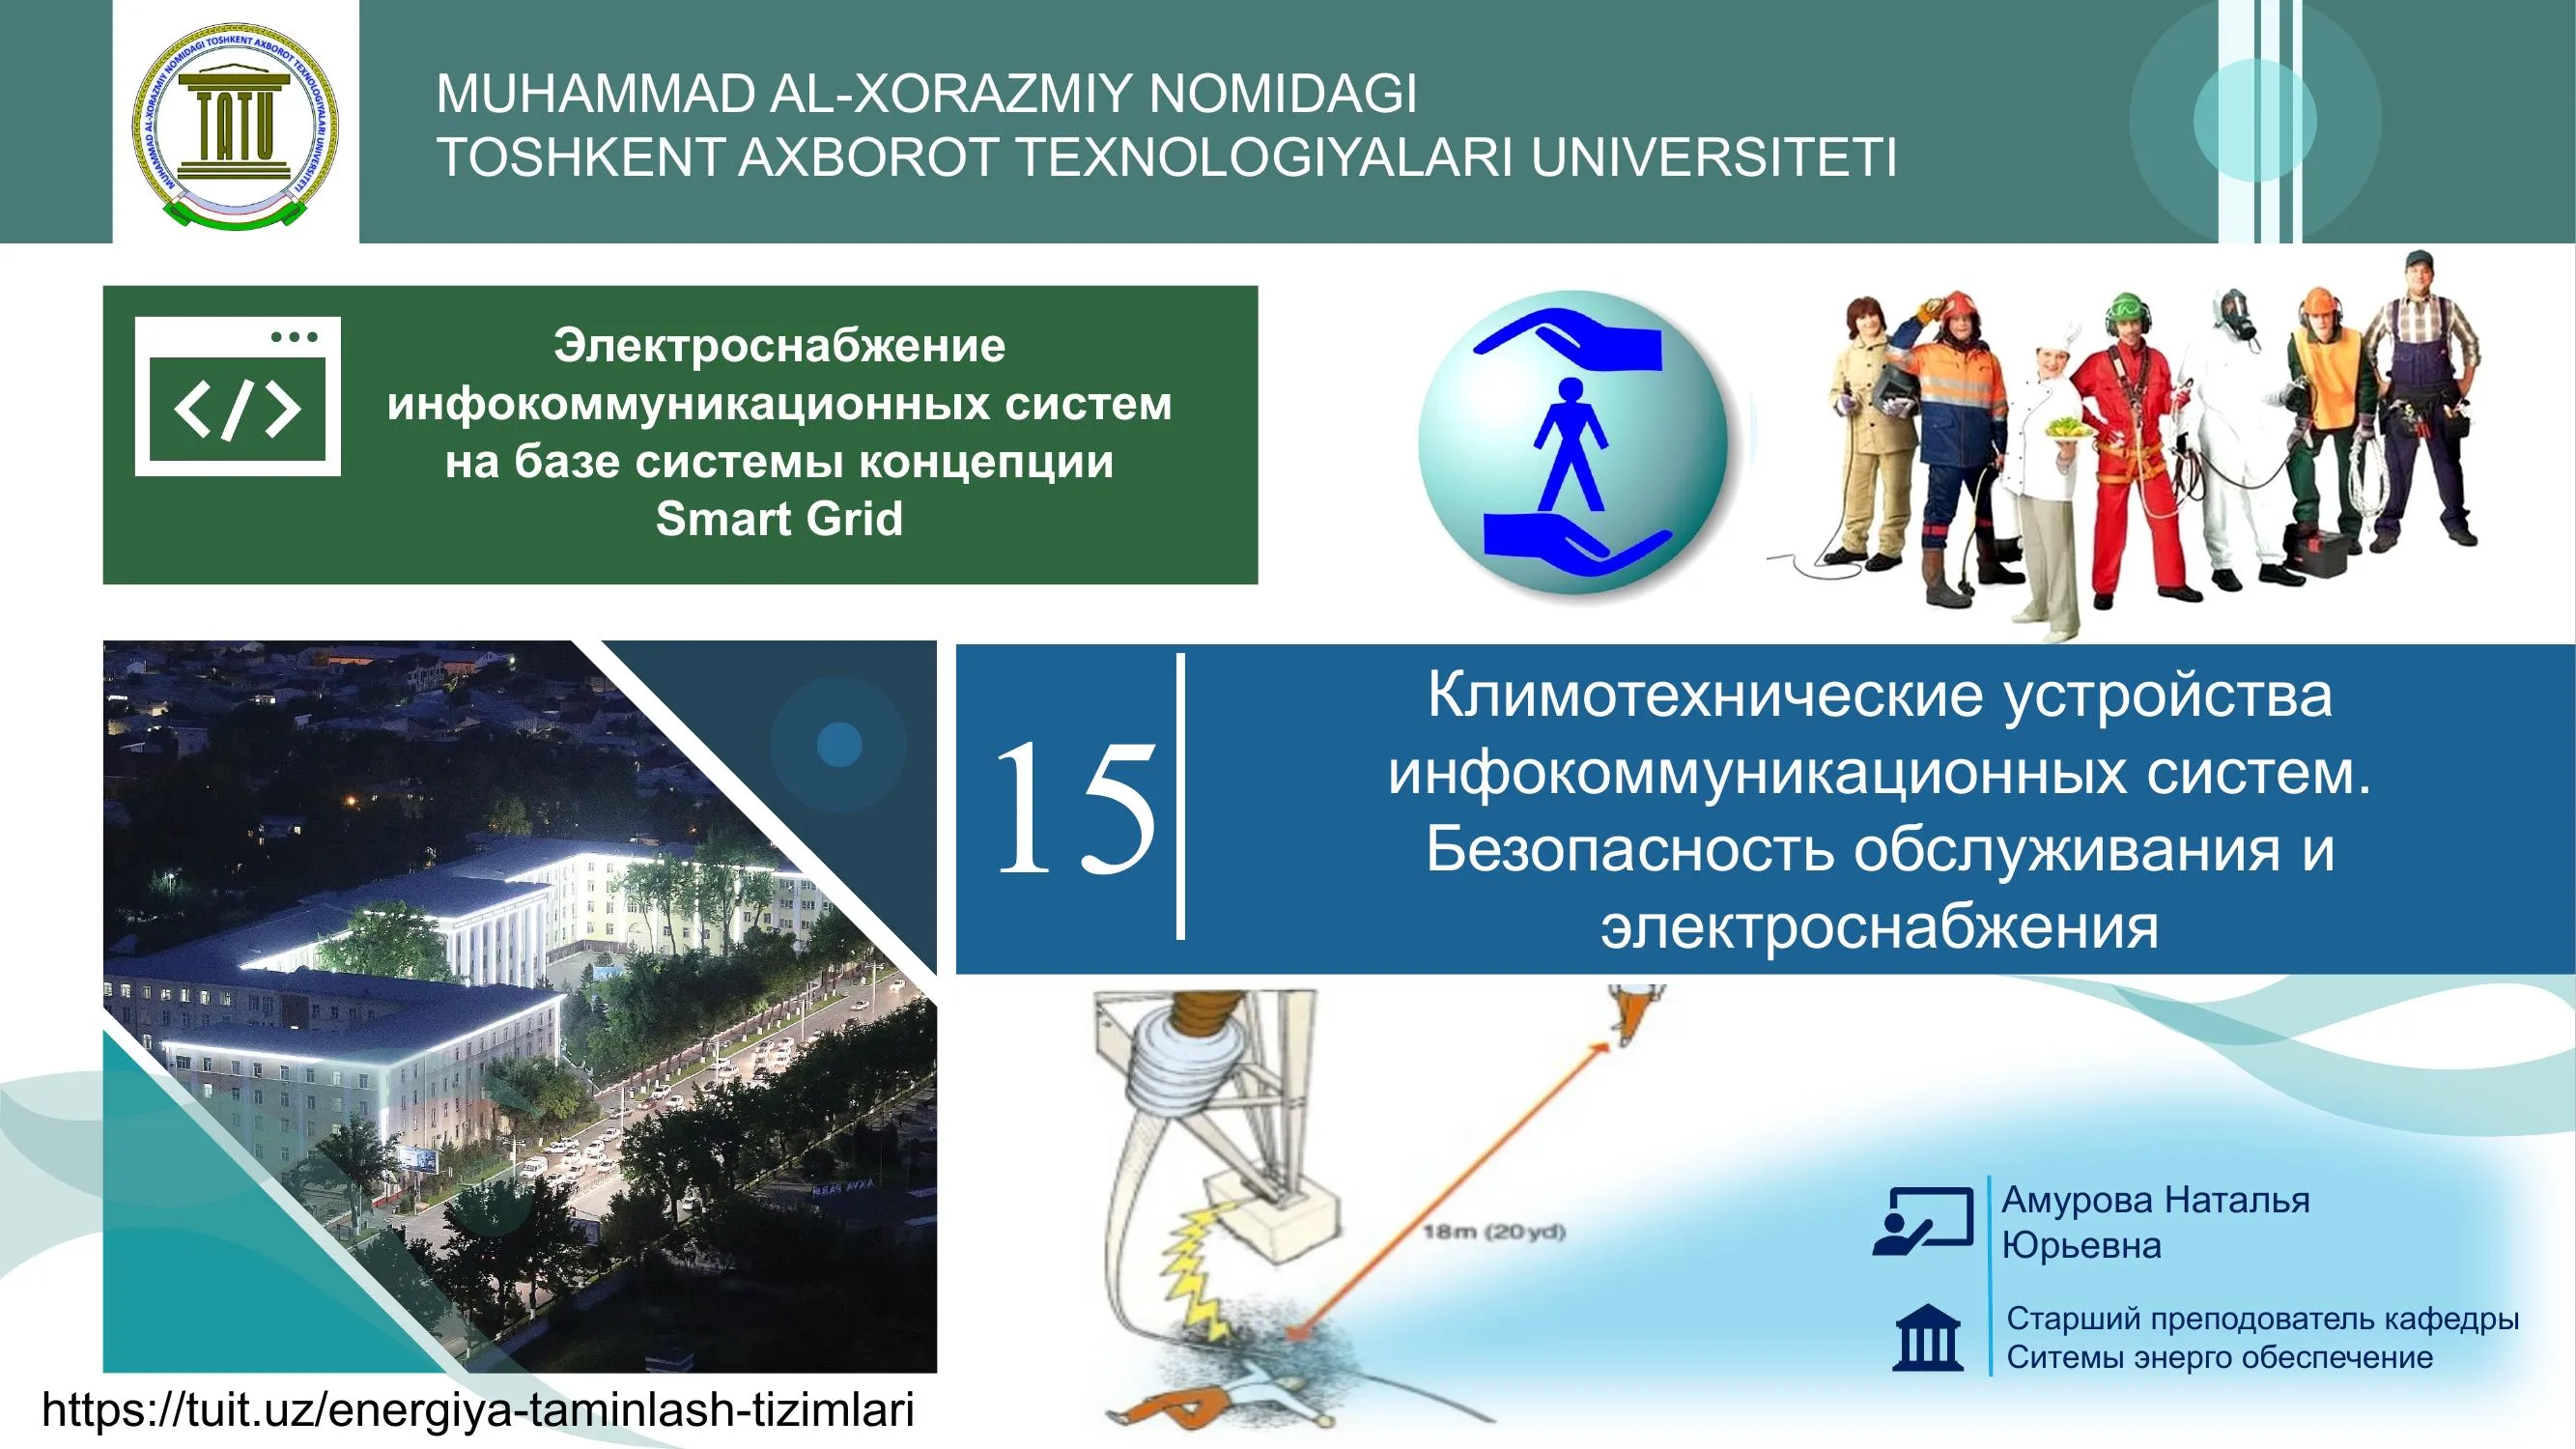 MUHAMMAD AL-XORAZMIY NOMIDAGI TOSHKENT AXBOROT TEXNOLOGIYALARI UNIVERSITETI
TATU
MUHAMMAD AL-XORAZMIY NOMIDAGI
TOSHKENT AXBOROT TEXNOLOGIYALARI UNIVERSITETI
Электроснабжение
инфокоммуникационных систем
на базе системы концепции
Smart Grid
15
Климотехнические устройства
инфокоммуникационных систем.
Безопасность обслуживания и
электроснабжения
18m (20yd)
Амурова Наталья
Юрьевна
Старший преподователь кафедры
Ситемы энерго обеспечение
https://tuit.uz/energiya-taminlash-tizimlari